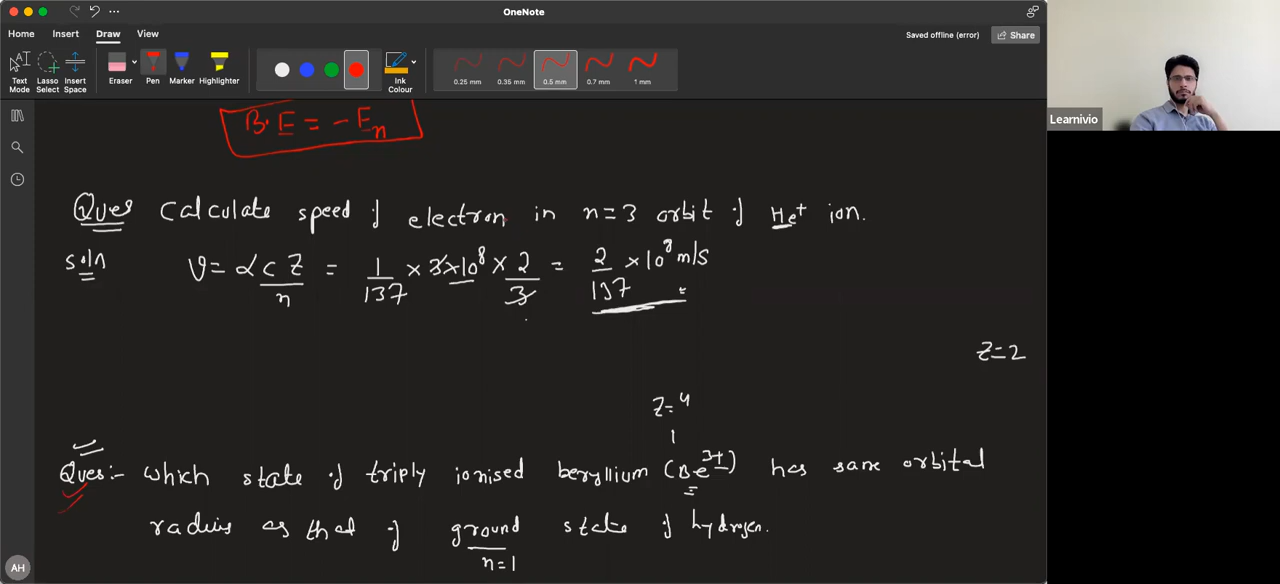 OneNote
Home Insert Draw View
Saved offline (error) Share
Text Mode Lasso Select Insert Space Eraser Pen Marker Highlighter Ink Colour 0.25 mm 0.35 mm 0.5 mm 0.7 mm 1 mm
Learnivio
B.E = - En
Ques Calculate speed of electron in n=3 orbit of He+ ion.
soln v = αcZ/n = 1/137 × 3×10^8 × 2/3 = 2/137 × 10^8 m/s
Z=2
Z=4
Ques:- which state of triply ionised beryllium (Be3+) has same orbital
radius as that of ground state of hydrogen.
n=1
AH